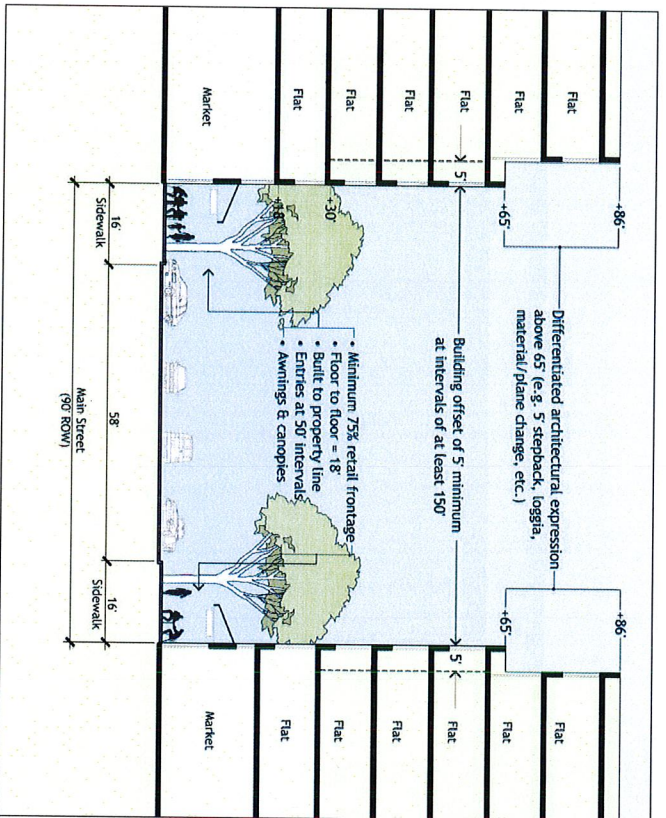 +86'
+86'
Differentiated architectural expression
above 65' (e.g. 5' stepback, loggia,
material/plane change, etc.)
+65'
+65'
Flat
Flat
Flat
Flat
Flat
Flat
Market
5'
Building offset of 5' minimum
at intervals of at least 150'
5'
Flat
Flat
Flat
Flat
Flat
Flat
Market
+30'
+18'
• Minimum 75% retail frontage
• Floor to floor = 18'
• Built to property line
• Entries at 50' intervals
• Awnings & canopies
16'
Sidewalk
58'
16'
Sidewalk
Main Street
(90' ROW)